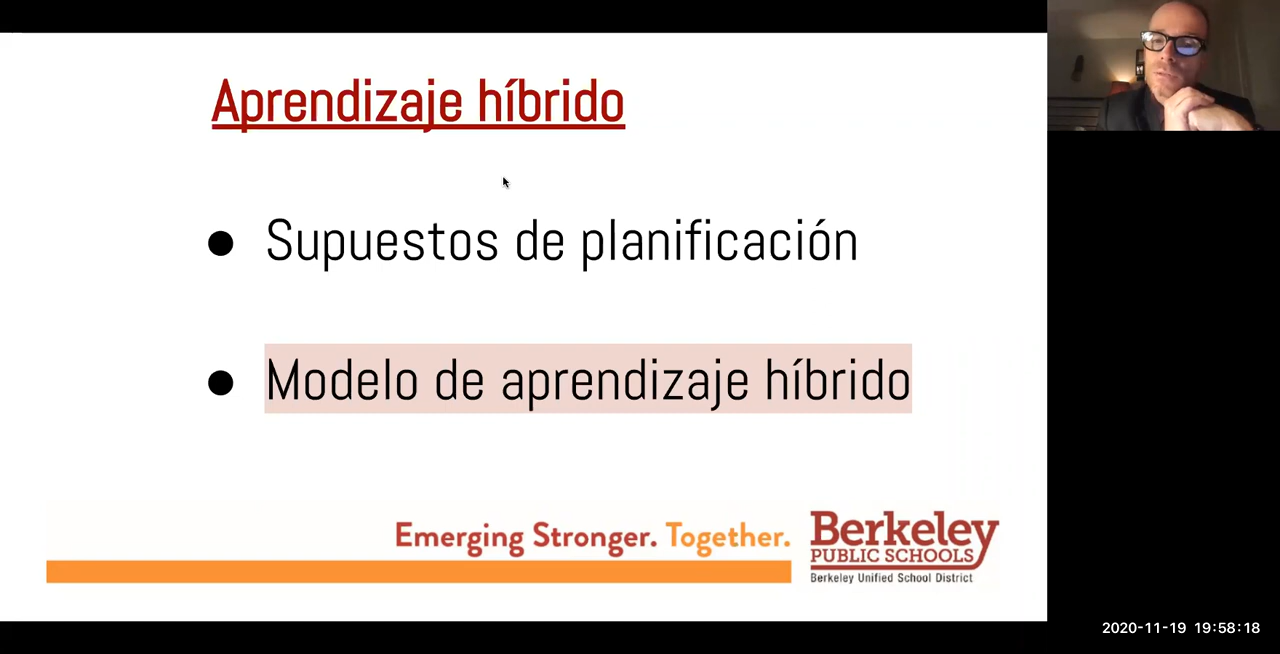 Aprendizaje híbrido
● Supuestos de planificación
● Modelo de aprendizaje híbrido
Emerging Stronger. Together.
Berkeley
PUBLIC SCHOOLS
Berkeley Unified School District
2020-11-19 19:58:18